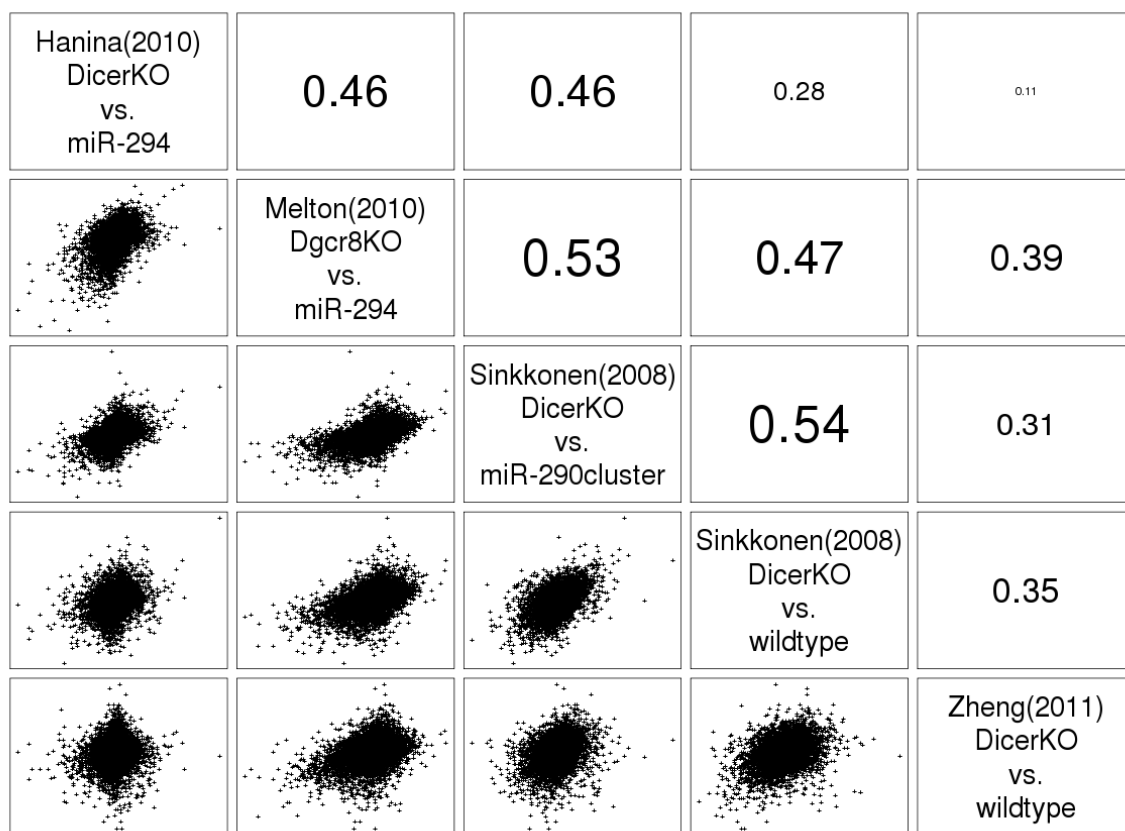 Hanina(2010)
DicerKO
vs.
miR-294
0.46
0.46
0.28
0.11
Melton(2010)
Dgcr8KO
vs.
miR-294
0.53
0.47
0.39
Sinkkonen(2008)
DicerKO
vs.
miR-290cluster
0.54
0.31
Sinkkonen(2008)
DicerKO
vs.
wildtype
0.35
Zheng(2011)
DicerKO
vs.
wildtype